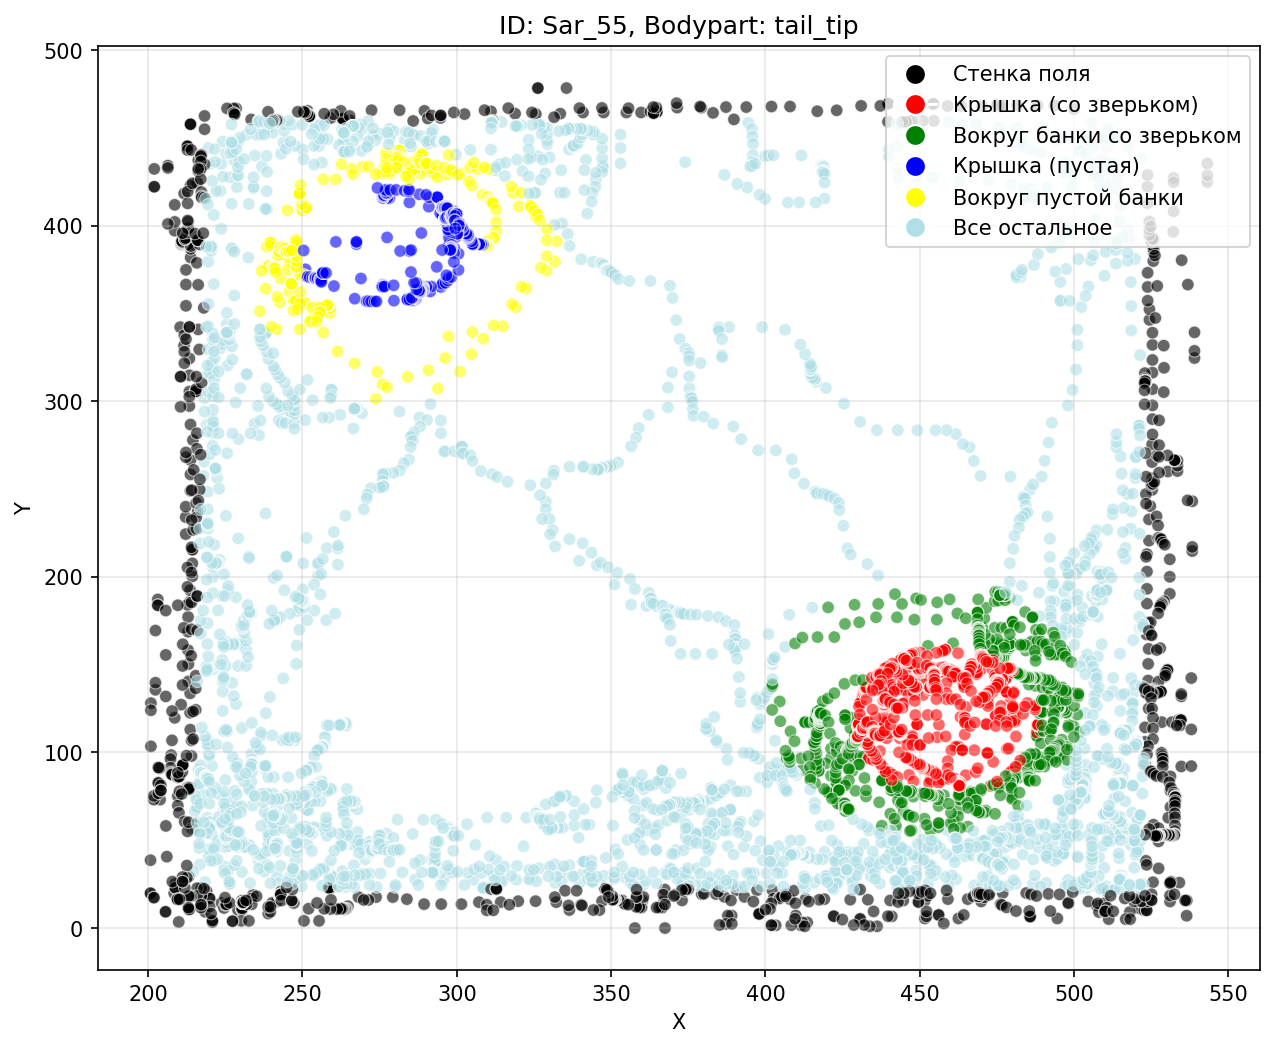 ID: Sar_55, Bodypart: tail_tip
500
400
300
200
100
0
Y
Стенка поля
Крышка (со зверьком)
Вокруг банки со зверьком
Крышка (пустая)
Вокруг пустой банки
Все остальное
200
250
300
350
400
450
500
550
X